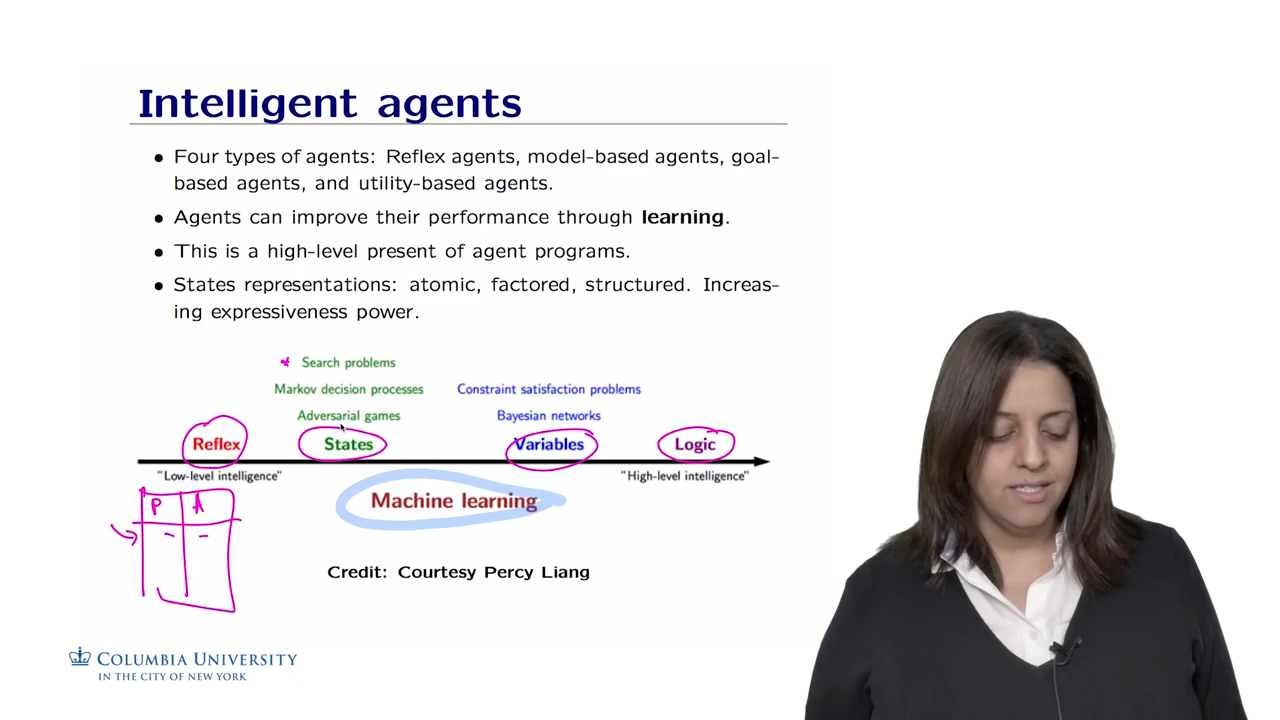 Intelligent agents
• Four types of agents: Reflex agents, model-based agents, goal-
based agents, and utility-based agents.
• Agents can improve their performance through learning.
• This is a high-level present of agent programs.
• States representations: atomic, factored, structured. Increas-
ing expressiveness power.
* Search problems
Markov decision processes
Constraint satisfaction problems
Adversarial games
Bayesian networks
Reflex
States
Variables
Logic
"Low-level intelligence"
"High-level intelligence"
Machine learning
P A
- -
Credit: Courtesy Percy Liang
COLUMBIA UNIVERSITY
IN THE CITY OF NEW YORK